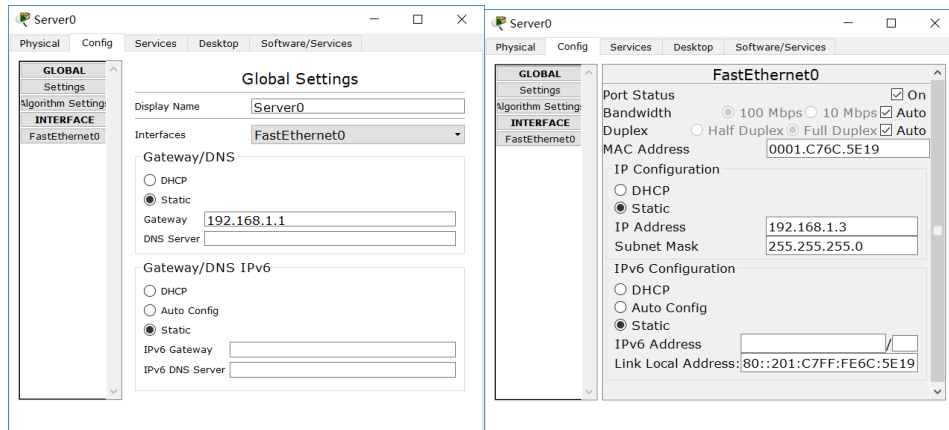 Server0
Physical Config Services Desktop Software/Services
GLOBAL
Settings
Algorithm Settings
INTERFACE
FastEthernet0
Global Settings
Display Name Server0
Interfaces FastEthernet0
Gateway/DNS
DHCP
Static
Gateway 192.168.1.1
DNS Server
Gateway/DNS IPv6
DHCP
Auto Config
Static
IPv6 Gateway
IPv6 DNS Server
Server0
Physical Config Services Desktop Software/Services
GLOBAL
Settings
Algorithm Settings
INTERFACE
FastEthernet0
FastEthernet0
Port Status On
Bandwidth 100 Mbps 10 Mbps Auto
Duplex Half Duplex Full Duplex Auto
MAC Address 0001.C76C.5E19
IP Configuration
DHCP
Static
IP Address 192.168.1.3
Subnet Mask 255.255.255.0
IPv6 Configuration
DHCP
Auto Config
Static
IPv6 Address /
Link Local Address: 80::201:C7FF:FE6C:5E19